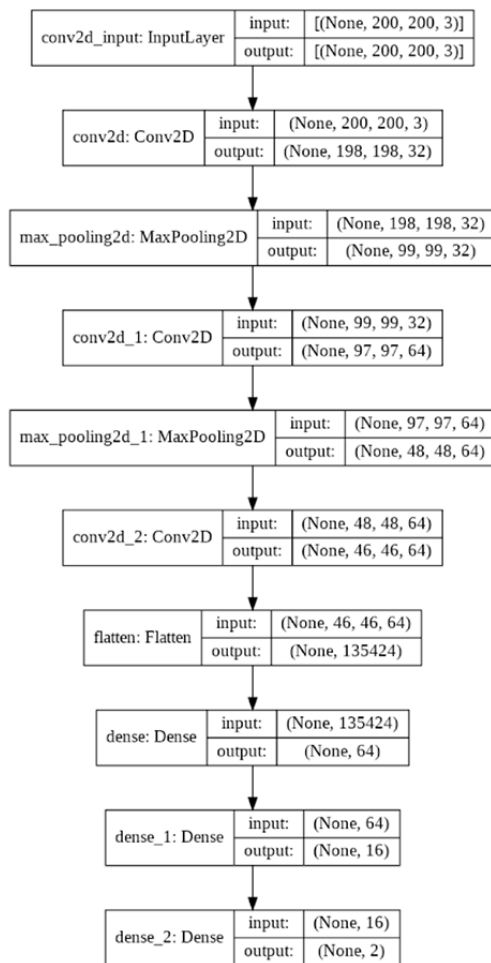 conv2d_input: InputLayer
input: [(None, 200, 200, 3)]
output: [(None, 200, 200, 3)]
conv2d: Conv2D
input: (None, 200, 200, 3)
output: (None, 198, 198, 32)
max_pooling2d: MaxPooling2D
input: (None, 198, 198, 32)
output: (None, 99, 99, 32)
conv2d_1: Conv2D
input: (None, 99, 99, 32)
output: (None, 97, 97, 64)
max_pooling2d_1: MaxPooling2D
input: (None, 97, 97, 64)
output: (None, 48, 48, 64)
conv2d_2: Conv2D
input: (None, 48, 48, 64)
output: (None, 46, 46, 64)
flatten: Flatten
input: (None, 46, 46, 64)
output: (None, 135424)
dense: Dense
input: (None, 135424)
output: (None, 64)
dense_1: Dense
input: (None, 64)
output: (None, 16)
dense_2: Dense
input: (None, 16)
output: (None, 2)